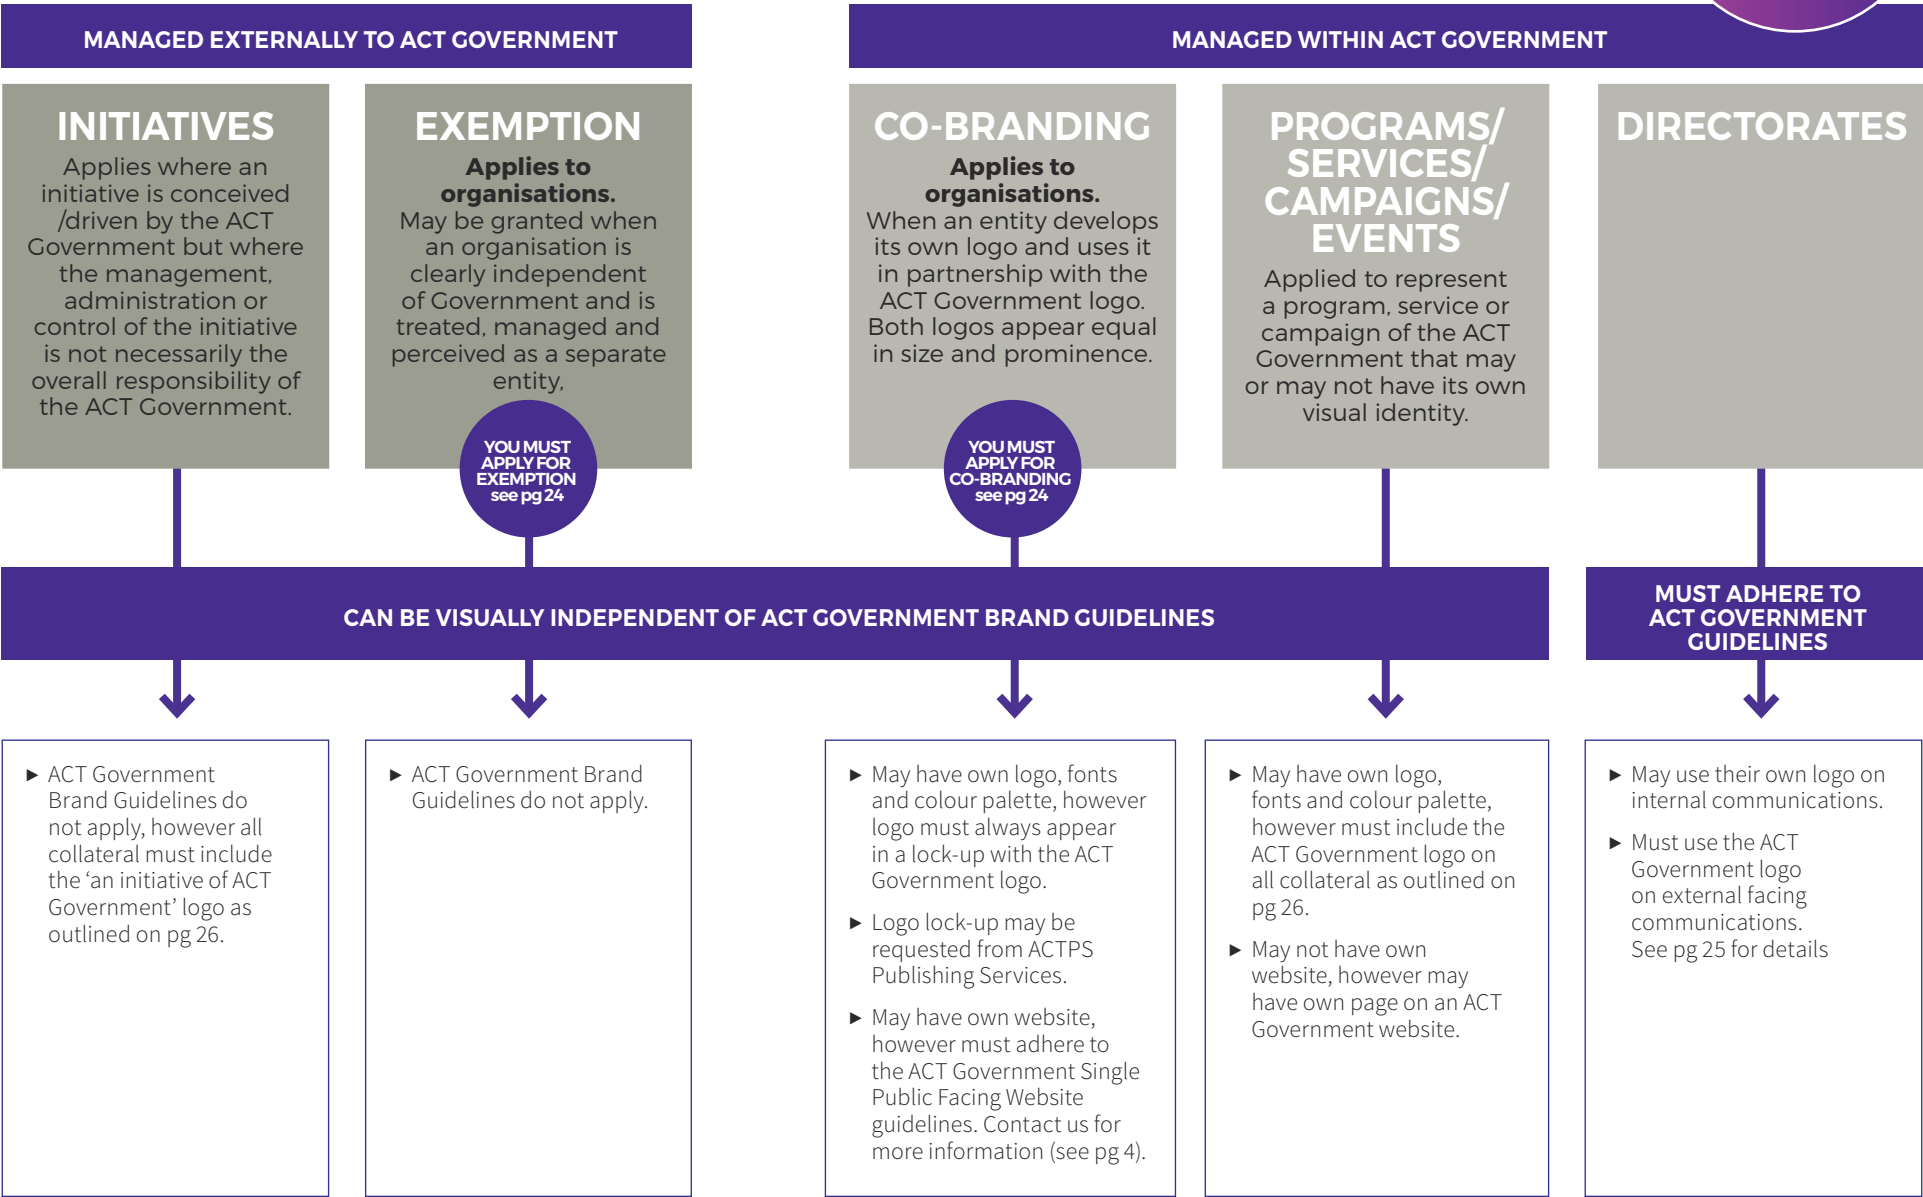 MANAGED EXTERNALLY TO ACT GOVERNMENT
MANAGED WITHIN ACT GOVERNMENT
INITIATIVES
Applies where an
initiative is conceived
/driven by the ACT
Government but where
the management,
administration or
control of the initiative
is not necessarily the
overall responsibility of
the ACT Government.
EXEMPTION
Applies to
organisations.
May be granted when
an organisation is
clearly independent
of Government and is
treated, managed and
perceived as a separate
entity,
YOU MUST
APPLY FOR
EXEMPTION
see pg 24
CO-BRANDING
Applies to
organisations.
When an entity develops
its own logo and uses it
in partnership with the
ACT Government logo.
Both logos appear equal
in size and prominence.
YOU MUST
APPLY FOR
CO-BRANDING
see pg 24
PROGRAMS/
SERVICES/
CAMPAIGNS/
EVENTS
Applied to represent
a program, service or
campaign of the ACT
Government that may
or may not have its own
visual identity.
DIRECTORATES
CAN BE VISUALLY INDEPENDENT OF ACT GOVERNMENT BRAND GUIDELINES
MUST ADHERE TO
ACT GOVERNMENT
GUIDELINES
► ACT Government
Brand Guidelines do
not apply, however all
collateral must include
the ‘an initiative of ACT
Government’ logo as
outlined on pg 26.
► ACT Government Brand
Guidelines do not apply.
► May have own logo, fonts
and colour palette, however
logo must always appear
in a lock-up with the ACT
Government logo.
► Logo lock-up may be
requested from ACTPS
Publishing Services.
► May have own website,
however must adhere to
the ACT Government Single
Public Facing Website
guidelines. Contact us for
more information (see pg 4).
► May have own logo,
fonts and colour palette,
however must include the
ACT Government logo on
all collateral as outlined on
pg 26.
► May not have own
website, however may
have own page on an ACT
Government website.
► May use their own logo on
internal communications.
► Must use the ACT
Government logo
on external facing
communications.
See pg 25 for details